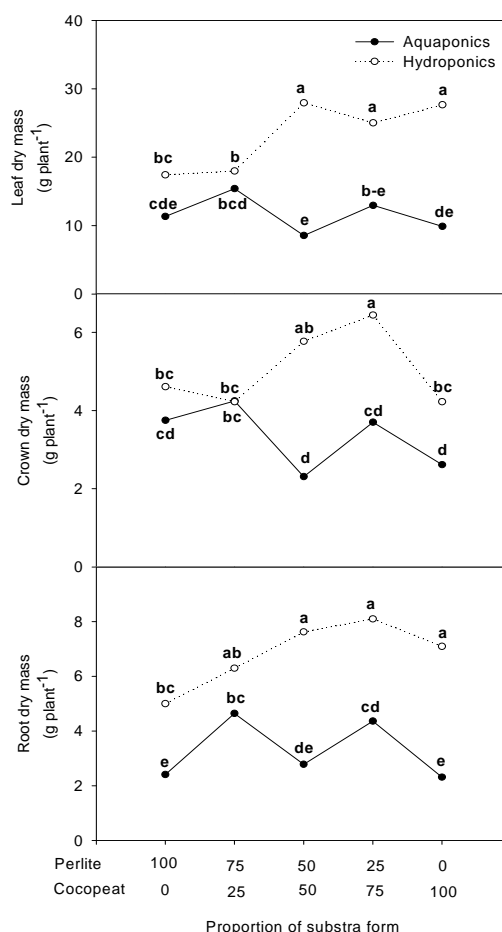 40
Aquaponics
Hydroponics
a
a
a
30
Leaf dry mass
(g plant-1)
20
bc
b
cde
bcd
b-e
de
e
10
0
a
6
ab
Crown dry mass
(g plant-1)
bc
bc
bc
4
bc
cd
cd
d
d
2
0
8
a
a
a
ab
6
Root dry mass
(g plant-1)
bc
bc
cd
4
de
e
e
2
0
Perlite 100 75 50 25 0
Cocopeat 0 25 50 75 100
Proportion of substra form